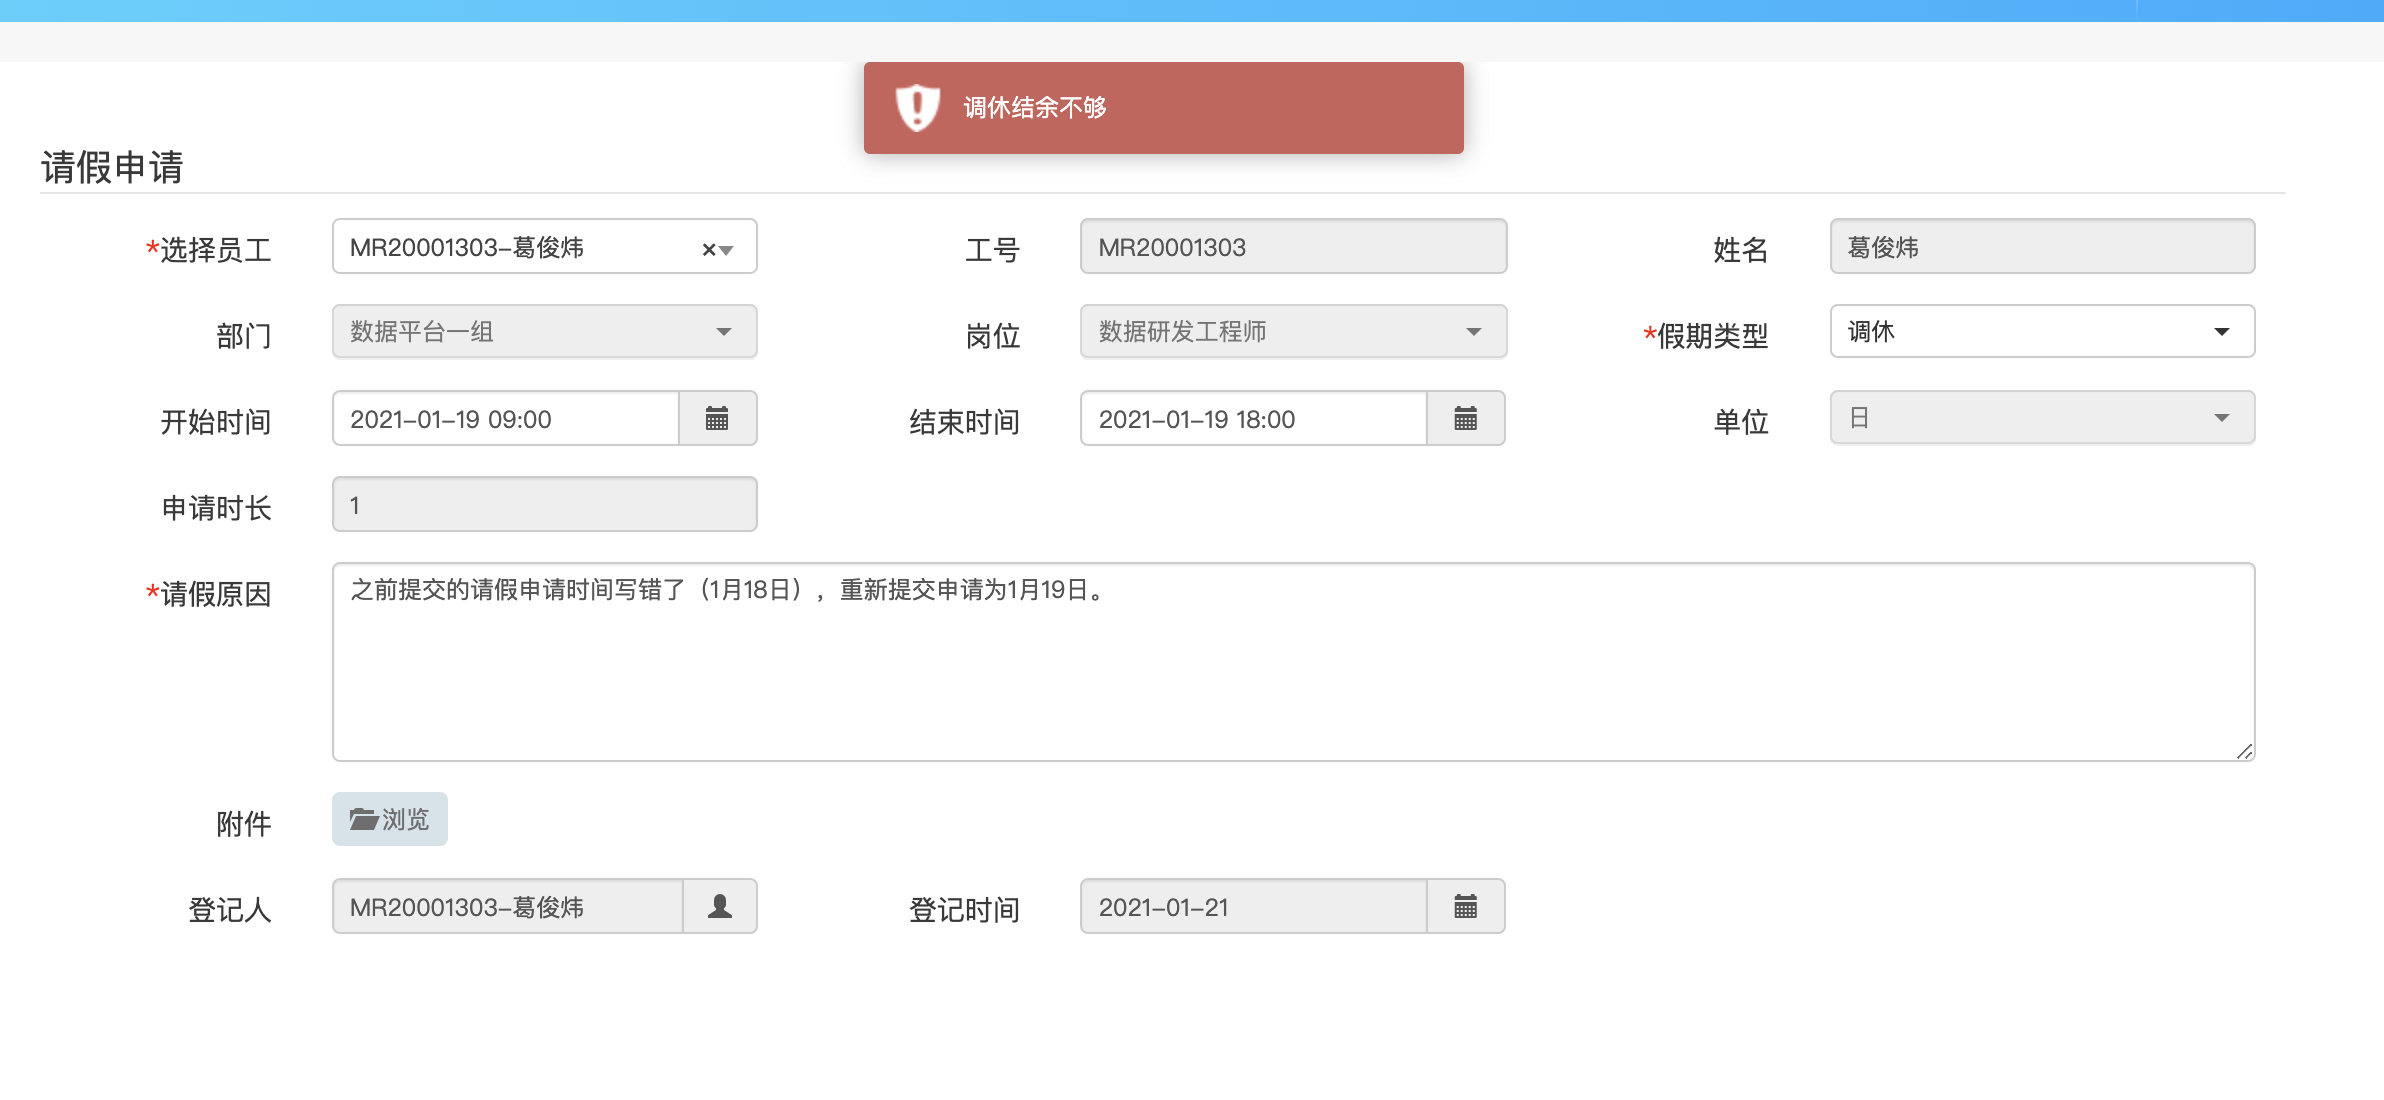 调休结余不够
请假申请
*选择员工 MR20001303-葛俊炜 ×
工号 MR20001303
姓名 葛俊炜
部门 数据平台一组
岗位 数据研发工程师
*假期类型 调休
开始时间 2021-01-19 09:00
结束时间 2021-01-19 18:00
单位 日
申请时长 1
*请假原因 之前提交的请假申请时间写错了（1月18日），重新提交申请为1月19日。
附件 浏览
登记人 MR20001303-葛俊炜
登记时间 2021-01-21